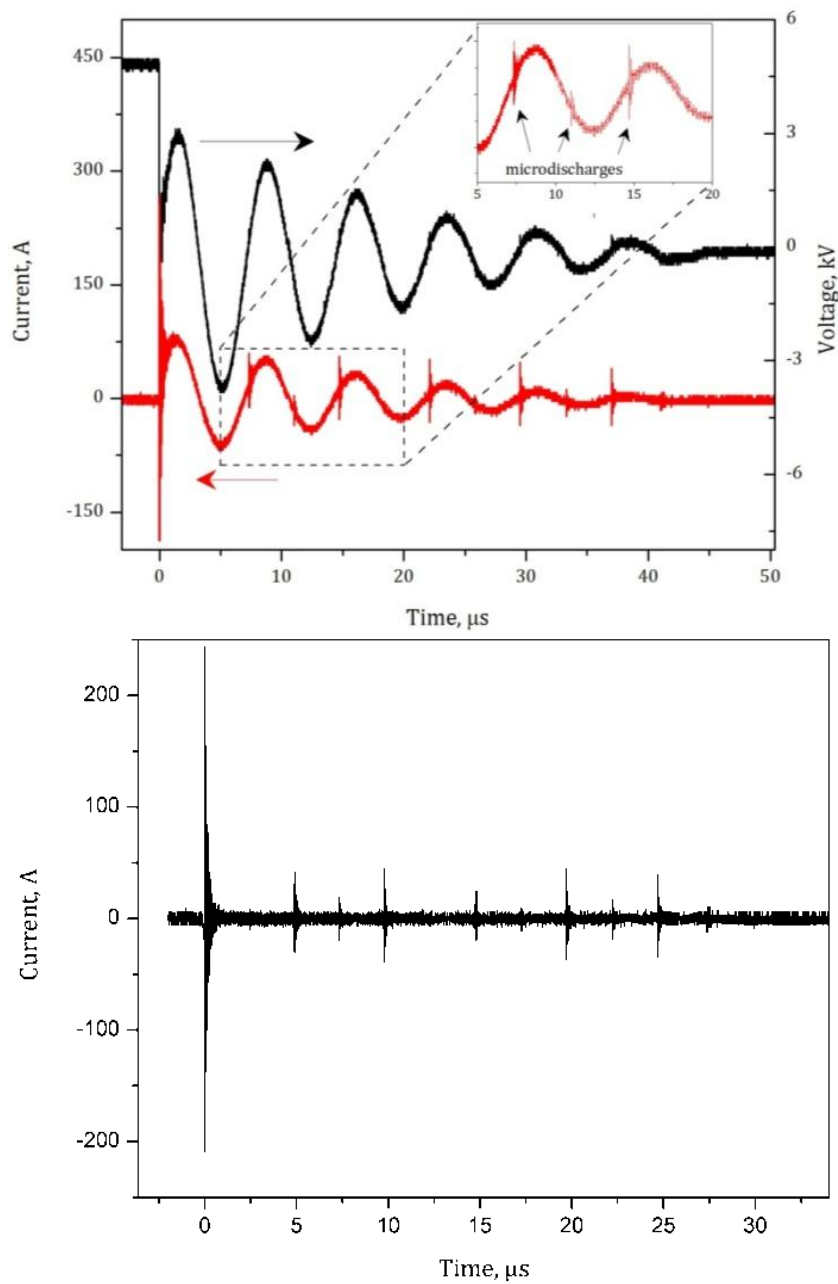 6
450
3
300
microdischarges
5 10 15 20
0
150
Current, A
Voltage, kV
-3
0
-6
-150
0 10 20 30 40 50
Time, μs
200
100
0
Current, A
-100
-200
0 5 10 15 20 25 30
Time, μs